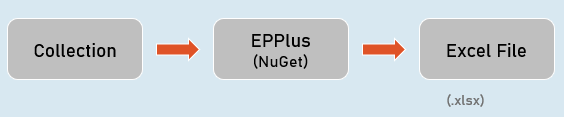 Collection
EPPlus
(NuGet)
Excel File
(.xlsx)